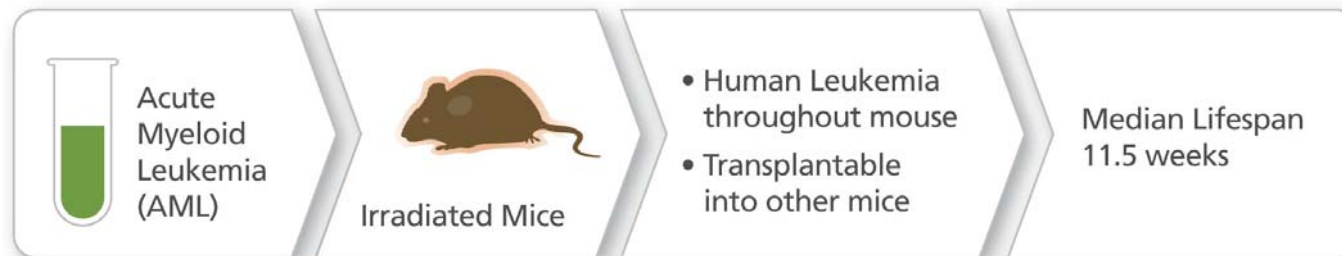 Acute
Myeloid
Leukemia
(AML)
Irradiated Mice
• Human Leukemia
throughout mouse
• Transplantable
into other mice
Median Lifespan
11.5 weeks